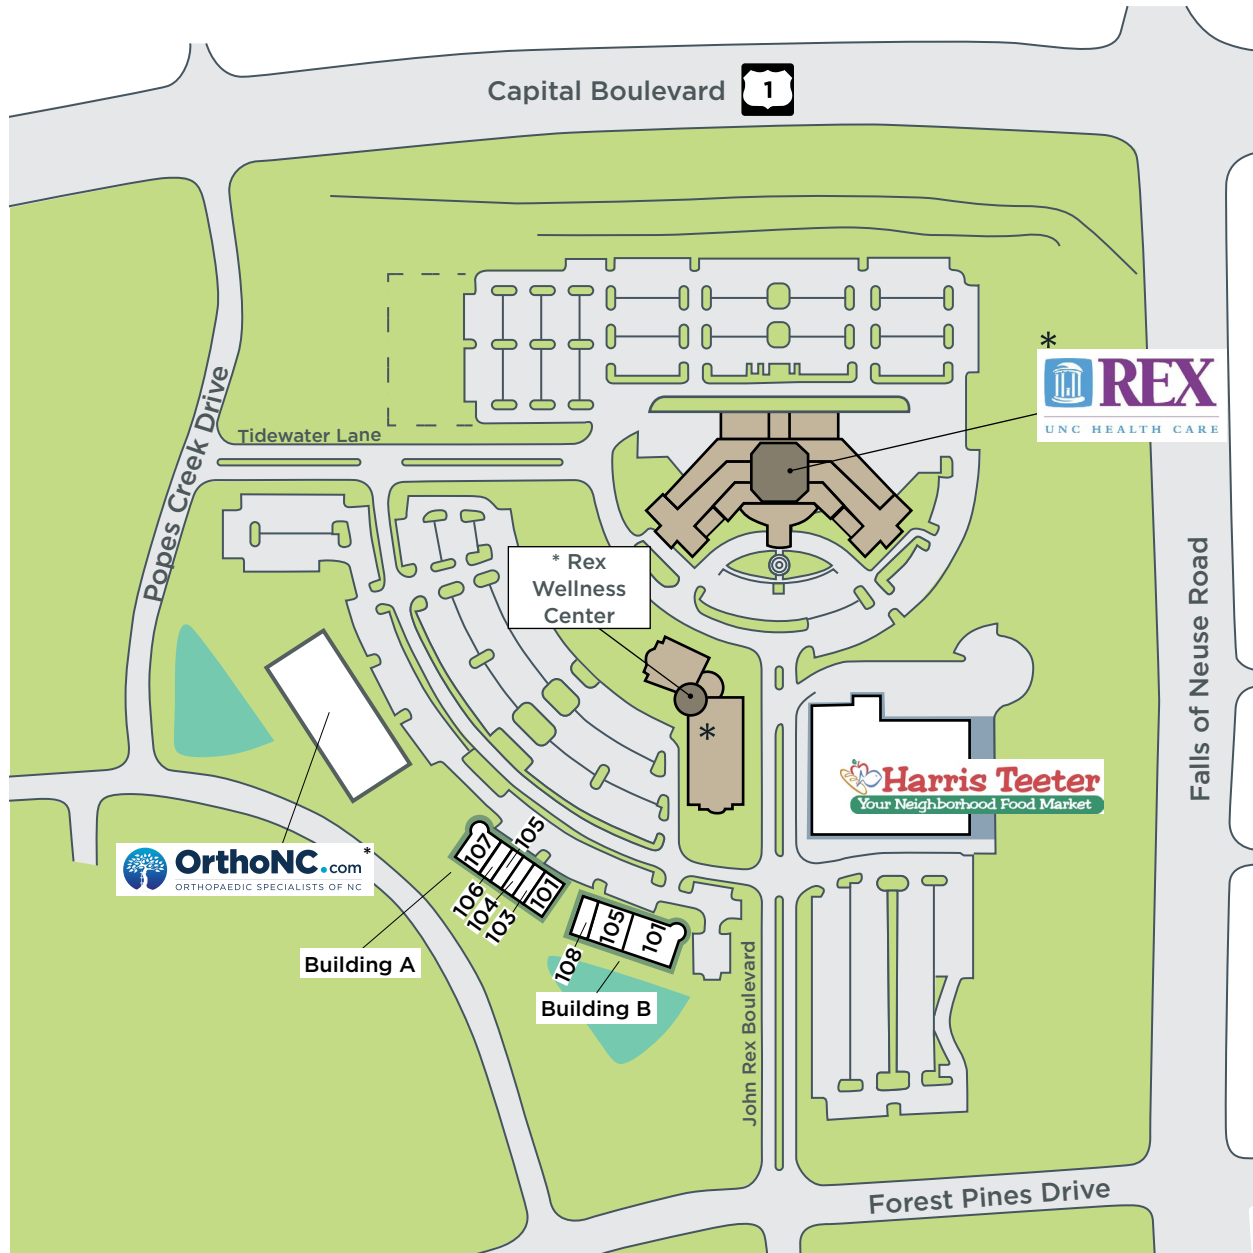 Capital Boulevard
1
*
REX
UNC HEALTH CARE
Popes Creek Drive
Tidewater Lane
* Rex
Wellness
Center
Falls of Neuse Road
*
Harris Teeter
Your Neighborhood Food Market
OrthoNC.com
*
ORTHOPAEDIC SPECIALISTS OF NC
107
105
106
104
103
101
Building A
108
105
101
Building B
John Rex Boulevard
Forest Pines Drive